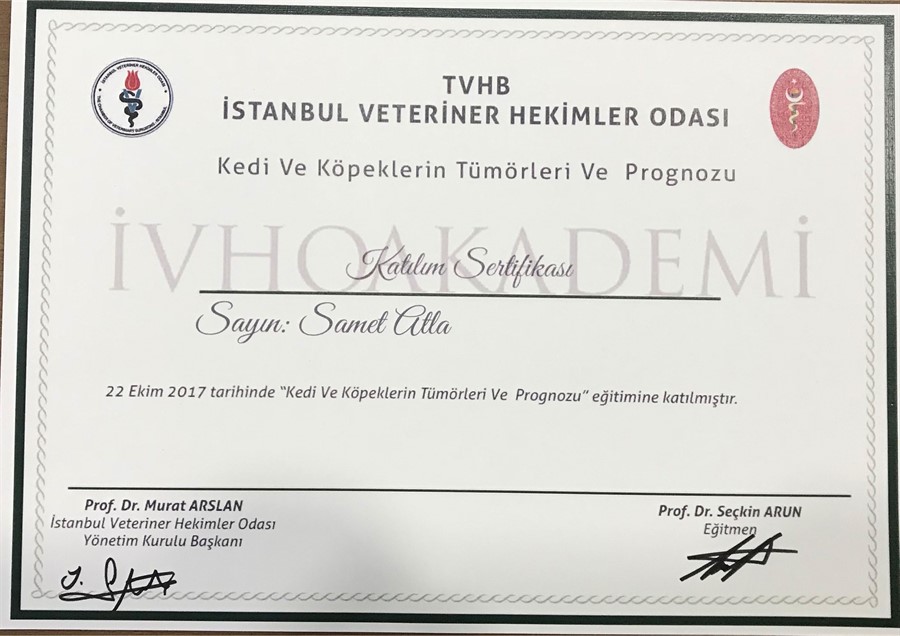 TVHB
İSTANBUL VETERİNER HEKİMLER ODASI
Kedi Ve Köpeklerin Tümörleri Ve Prognozu
İVHOAKADEMİ
Katılım Sertifikası
Sayın: Samet Atla
22 Ekim 2017 tarihinde "Kedi Ve Köpeklerin Tümörleri Ve Prognozu" eğitimine katılmıştır.
Prof. Dr. Murat ARSLAN
İstanbul Veteriner Hekimler Odası
Yönetim Kurulu Başkanı
Prof. Dr. Seçkin ARUN
Eğitmen